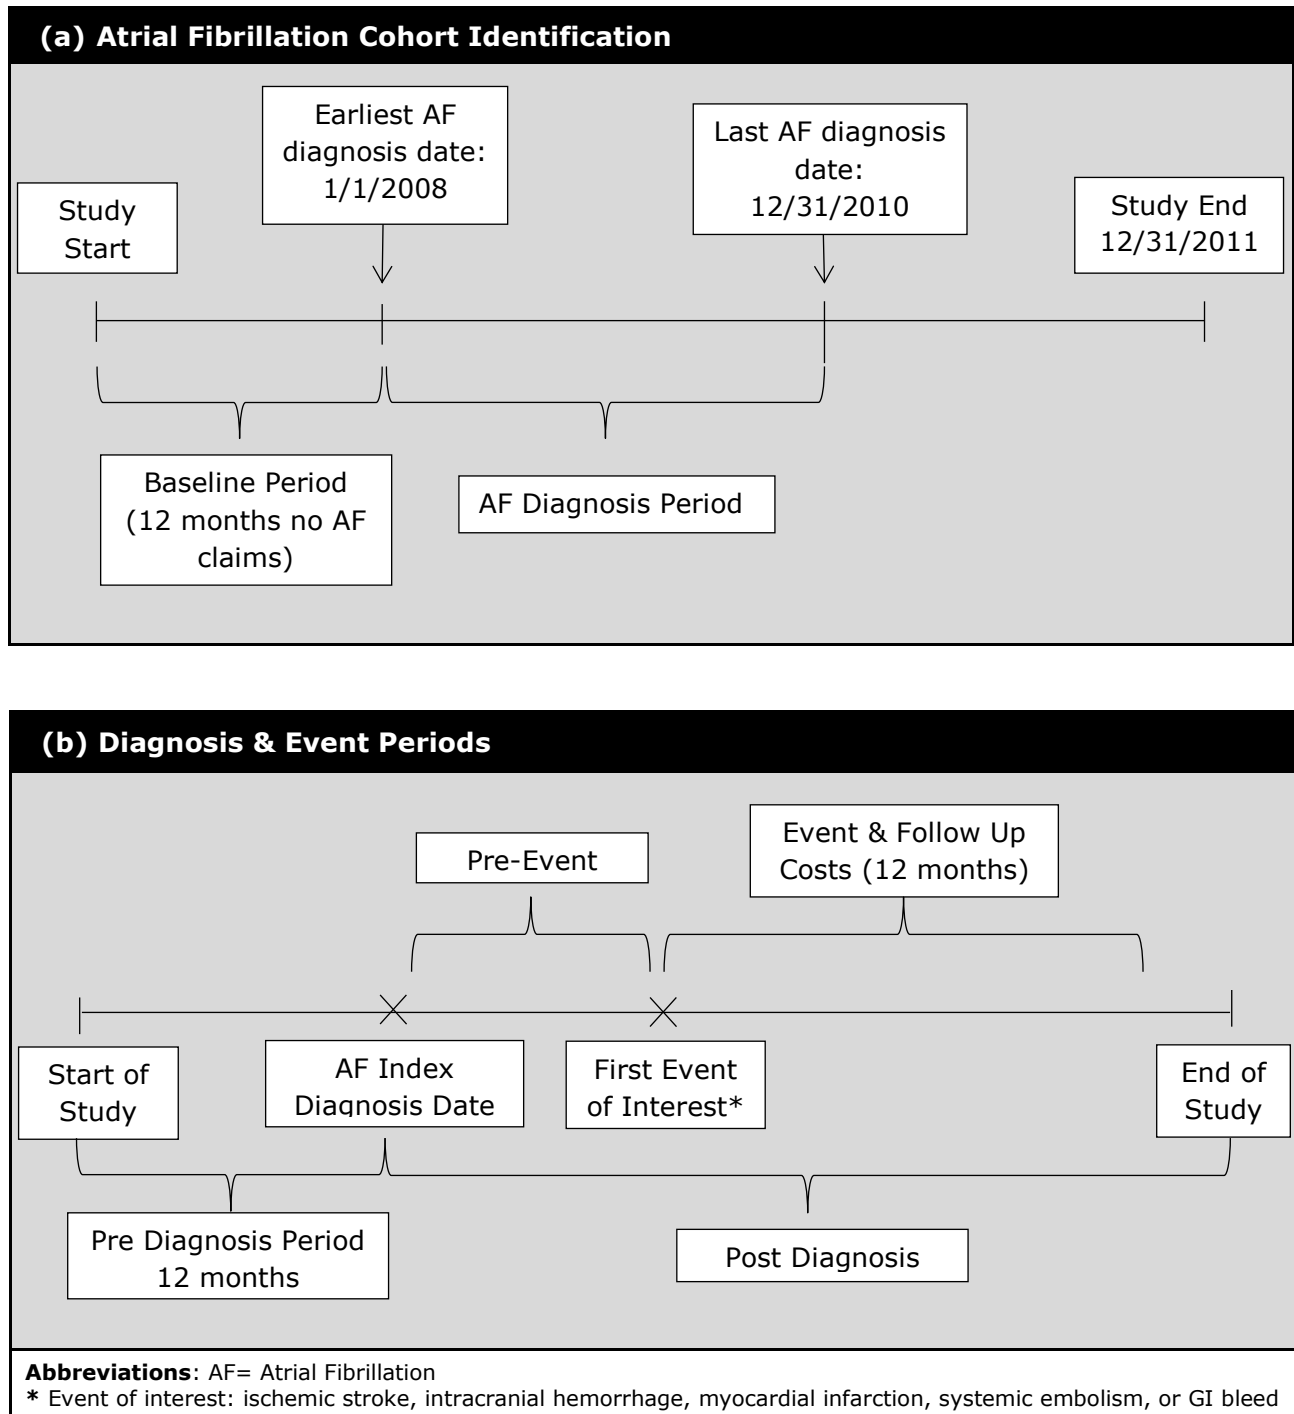 (a) Atrial Fibrillation Cohort Identification
Earliest AF
diagnosis date:
1/1/2008
Last AF diagnosis
date:
12/31/2010
Study
Start
Study End
12/31/2011
Baseline Period
(12 months no AF
claims)
AF Diagnosis Period
(b) Diagnosis & Event Periods
Pre-Event
Event & Follow Up
Costs (12 months)
Start of
Study
AF Index
Diagnosis Date
First Event
of Interest*
End of
Study
Pre Diagnosis Period
12 months
Post Diagnosis
Abbreviations: AF= Atrial Fibrillation
* Event of interest: ischemic stroke, intracranial hemorrhage, myocardial infarction, systemic embolism, or GI bleed